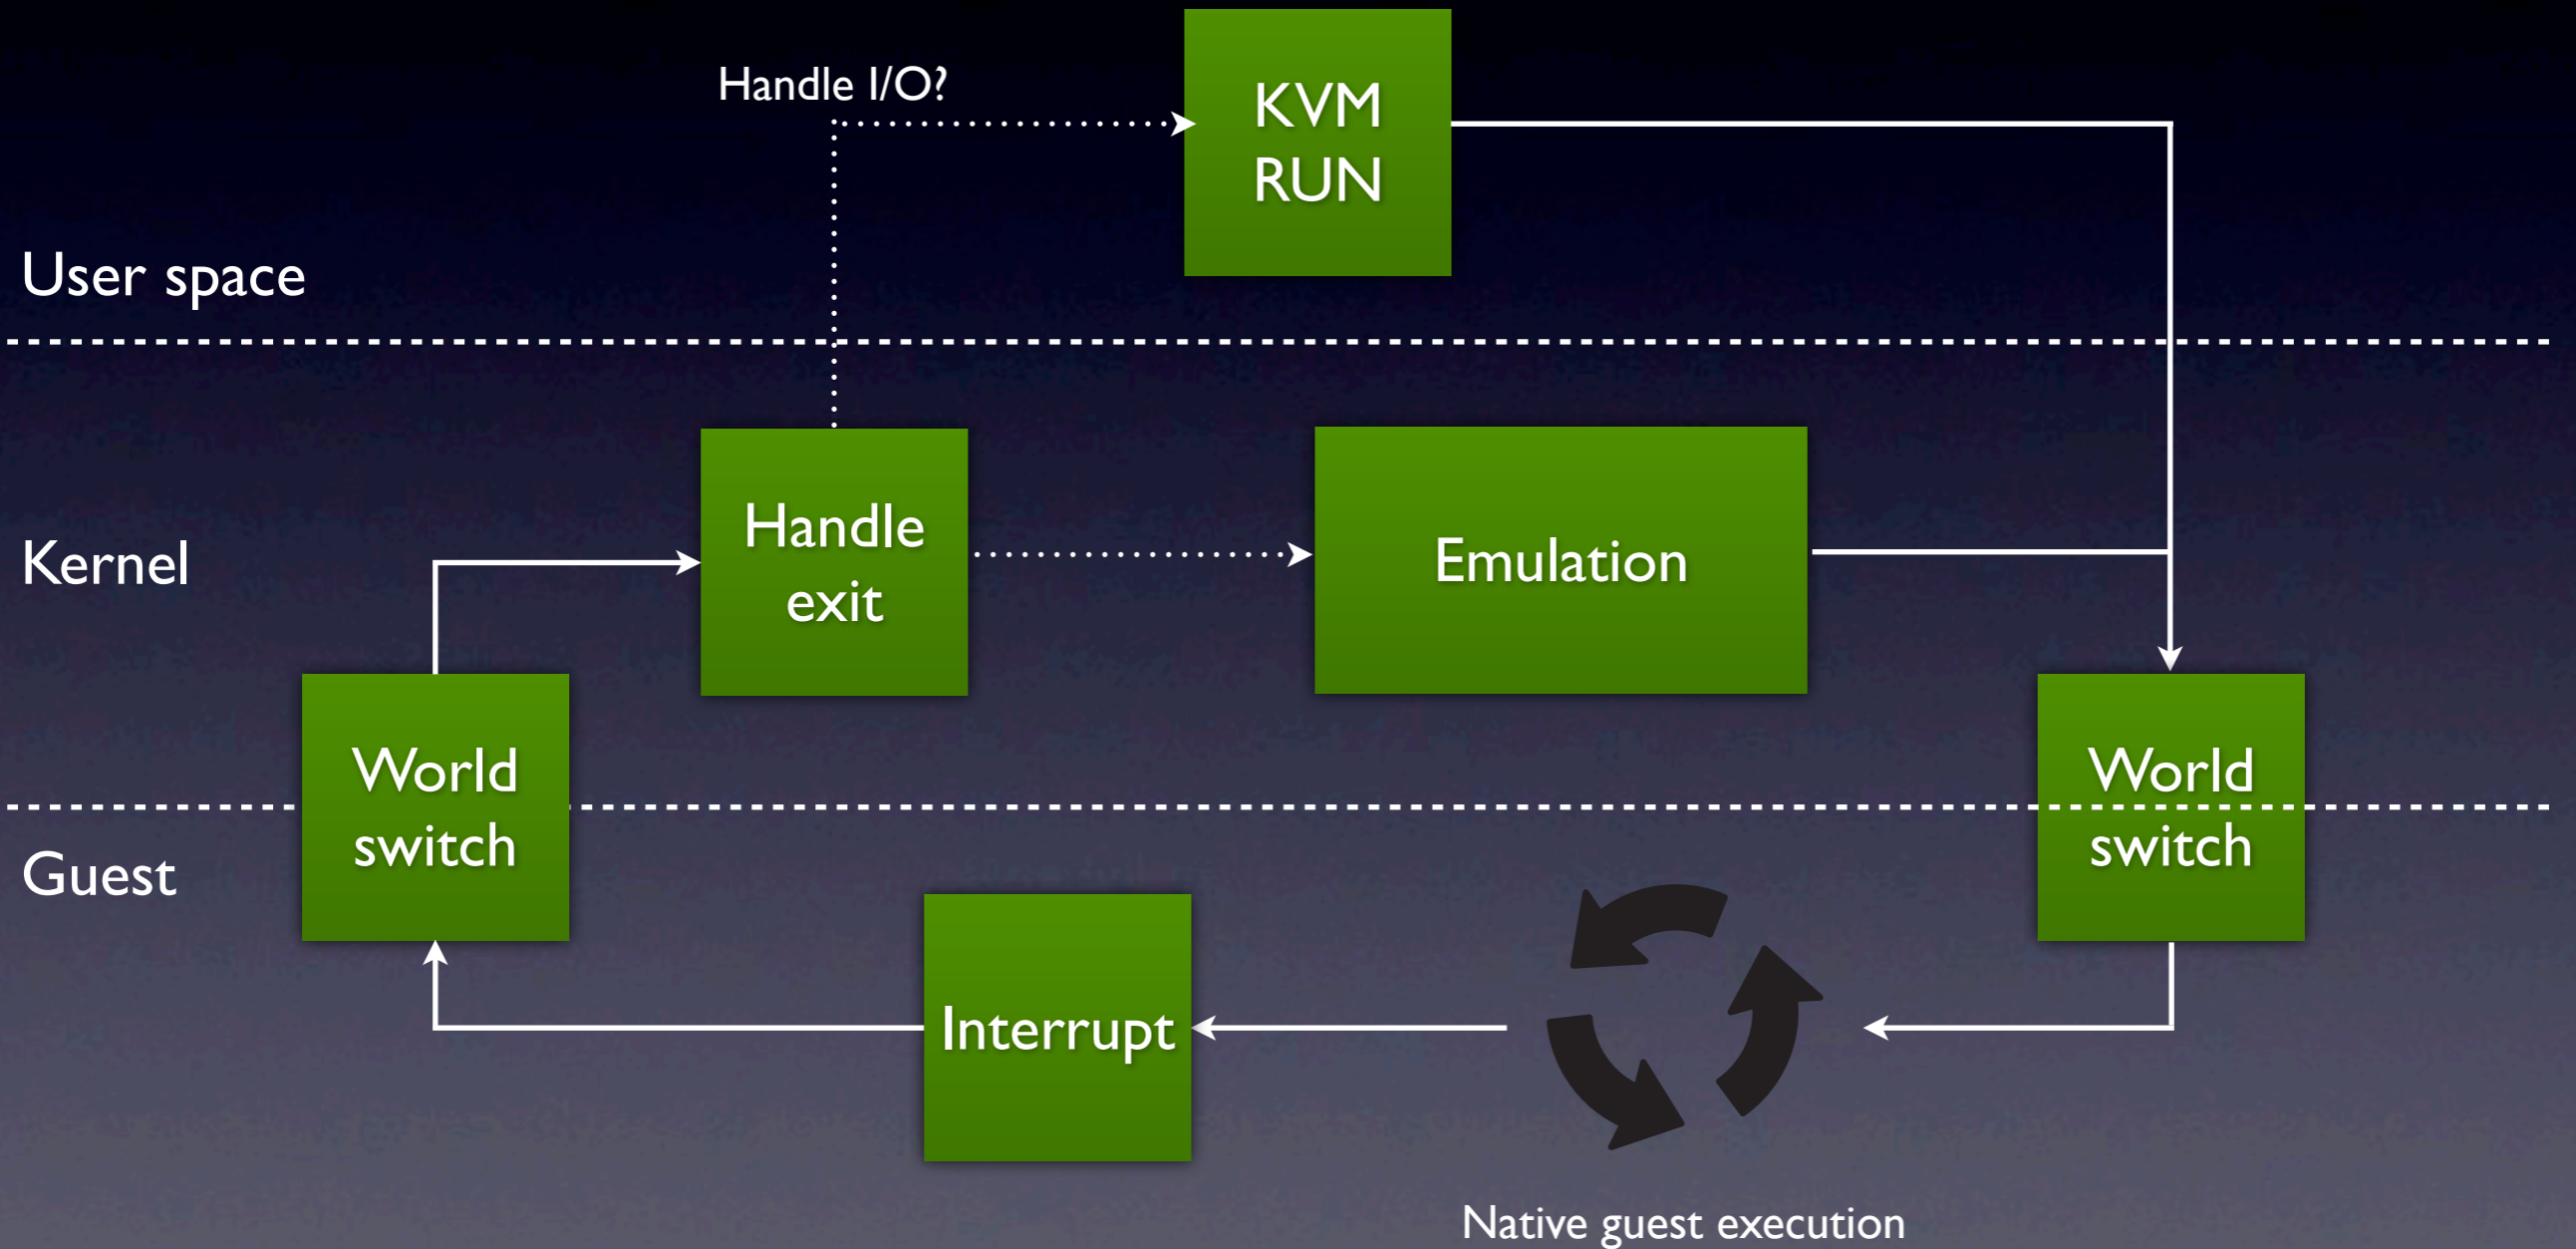 Handle I/O?
KVM
RUN
User space
Kernel
Handle
exit
Emulation
World
switch
World
switch
Guest
Interrupt
Native guest execution